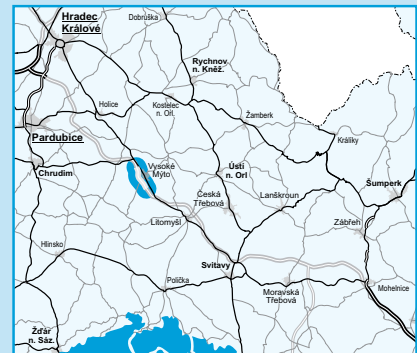 Dobruška
Hradec
Králové
Rychnov
n. Kněž.
Holice
Kostelec
n. Orl.
Žamberk
Pardubice
Králíky
Chrudim
Vysoké
Mýto
Ústí
n. Orl
Šumperk
Česká
Třebová
Lanškroun
Litomyšl
Zábřeh
Hlinsko
Svitavy
Polička
Moravská
Třebová
Mohelnice
Žďár
n. Sáz.